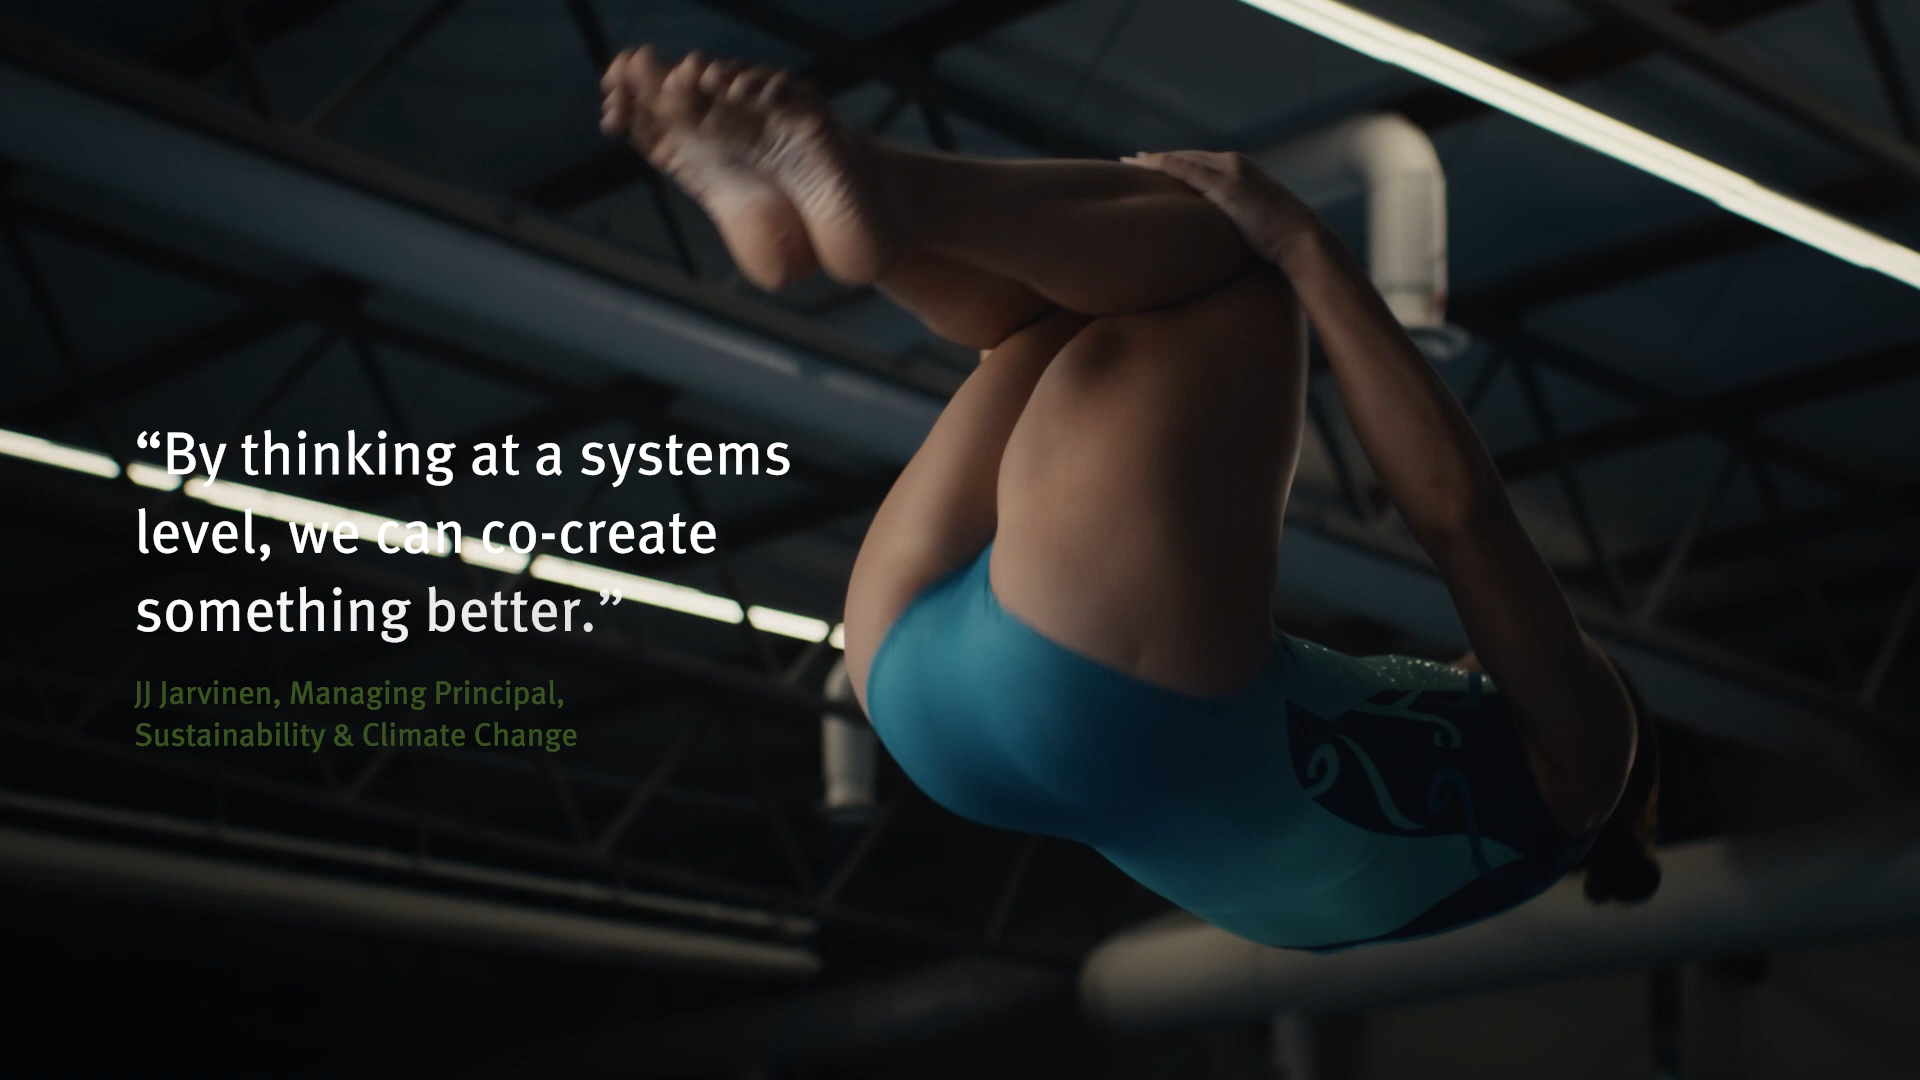 “By thinking at a systems
level, we can co-create
something better.”
JJ Jarvinen, Managing Principal,
Sustainability & Climate Change